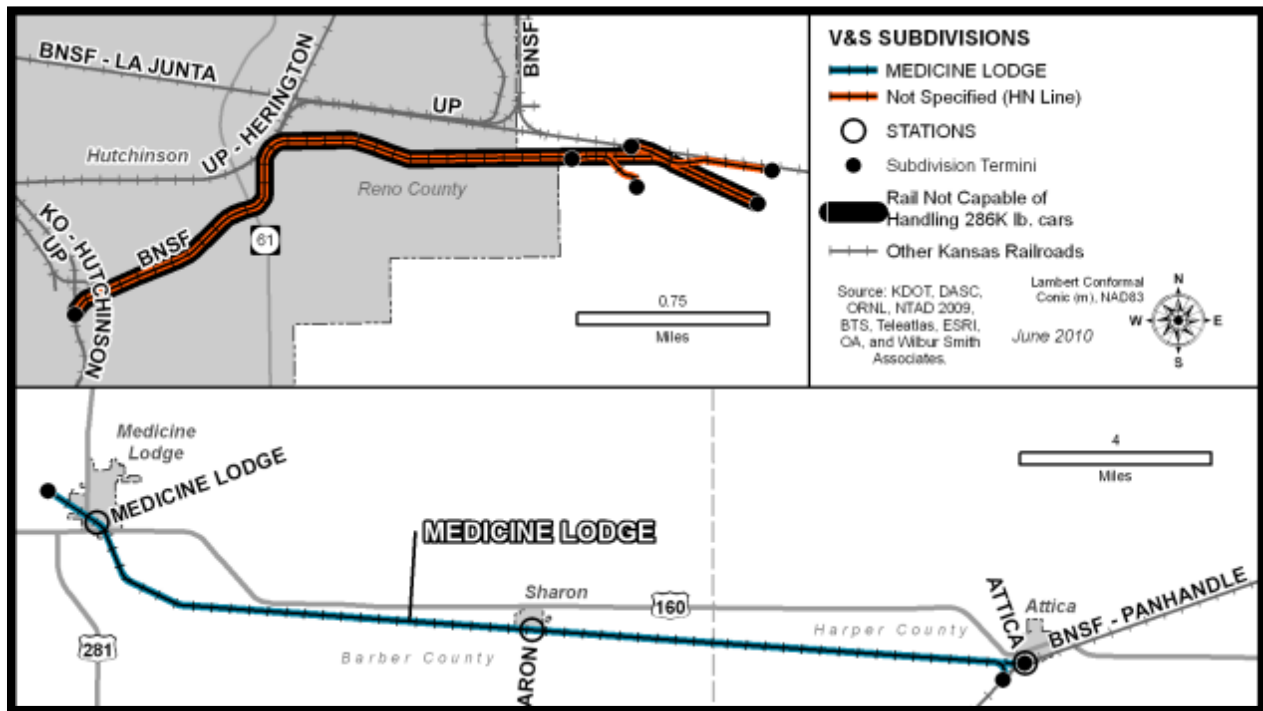 BNSF - LA JUNTA
UP - HERINGTON
UP
BNSF
Hutchinson
Reno County
KO - HUTCHINSON
UP
BNSF
61
0.75
Miles
V&S SUBDIVISIONS
MEDICINE LODGE
Not Specified (HN Line)
STATIONS
Subdivision Termini
Rail Not Capable of
Handling 286K lb. cars
Other Kansas Railroads
Source: KDOT, DASC,
ORNL, NTAD 2009,
BTS, Teleatlas, ESRI,
OA, and Wilbur Smith
Associates.
Lambert Conformal
Conic (m), NAD83
June 2010
N
W
E
S
Medicine
Lodge
MEDICINE LODGE
MEDICINE LODGE
4
Miles
Sharon
160
ATTICA
Attica
BNSF - PANHANDLE
281
Barber County
ARON
Harper County